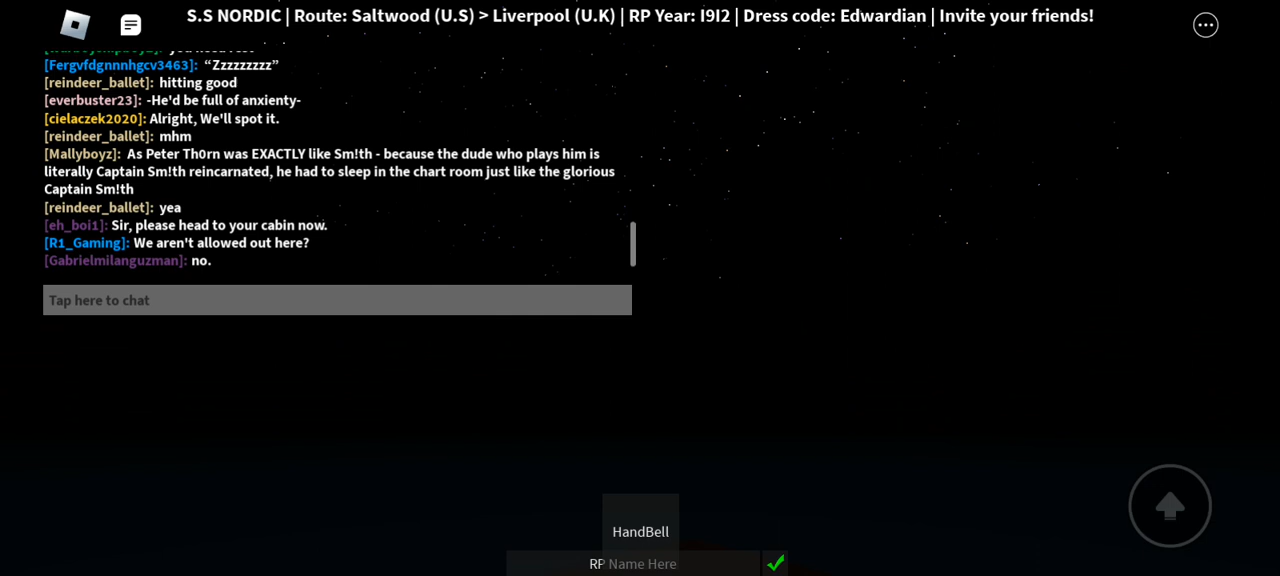 S.S NORDIC | Route: Saltwood (U.S) > Liverpool (U.K) | RP Year: I9I2 | Dress code: Edwardian | Invite your friends!
[Fergvfdgnnnhgcv3463]: “Zzzzzzzzz”
[reindeer_ballet]: hitting good
[everbuster23]: -He'd be full of anxienty-
[cielaczek2020]: Alright, We'll spot it.
[reindeer_ballet]: mhm
[Mallyboyz]: As Peter Th0rn was EXACTLY like Sm!th - because the dude who plays him is
literally Captain Sm!th reincarnated, he had to sleep in the chart room just like the glorious
Captain Sm!th
[reindeer_ballet]: yea
[eh_boi1]: Sir, please head to your cabin now.
[R1_Gaming]: We aren't allowed out here?
[Gabrielmilanguzman]: no.
Tap here to chat
HandBell
RP Name Here